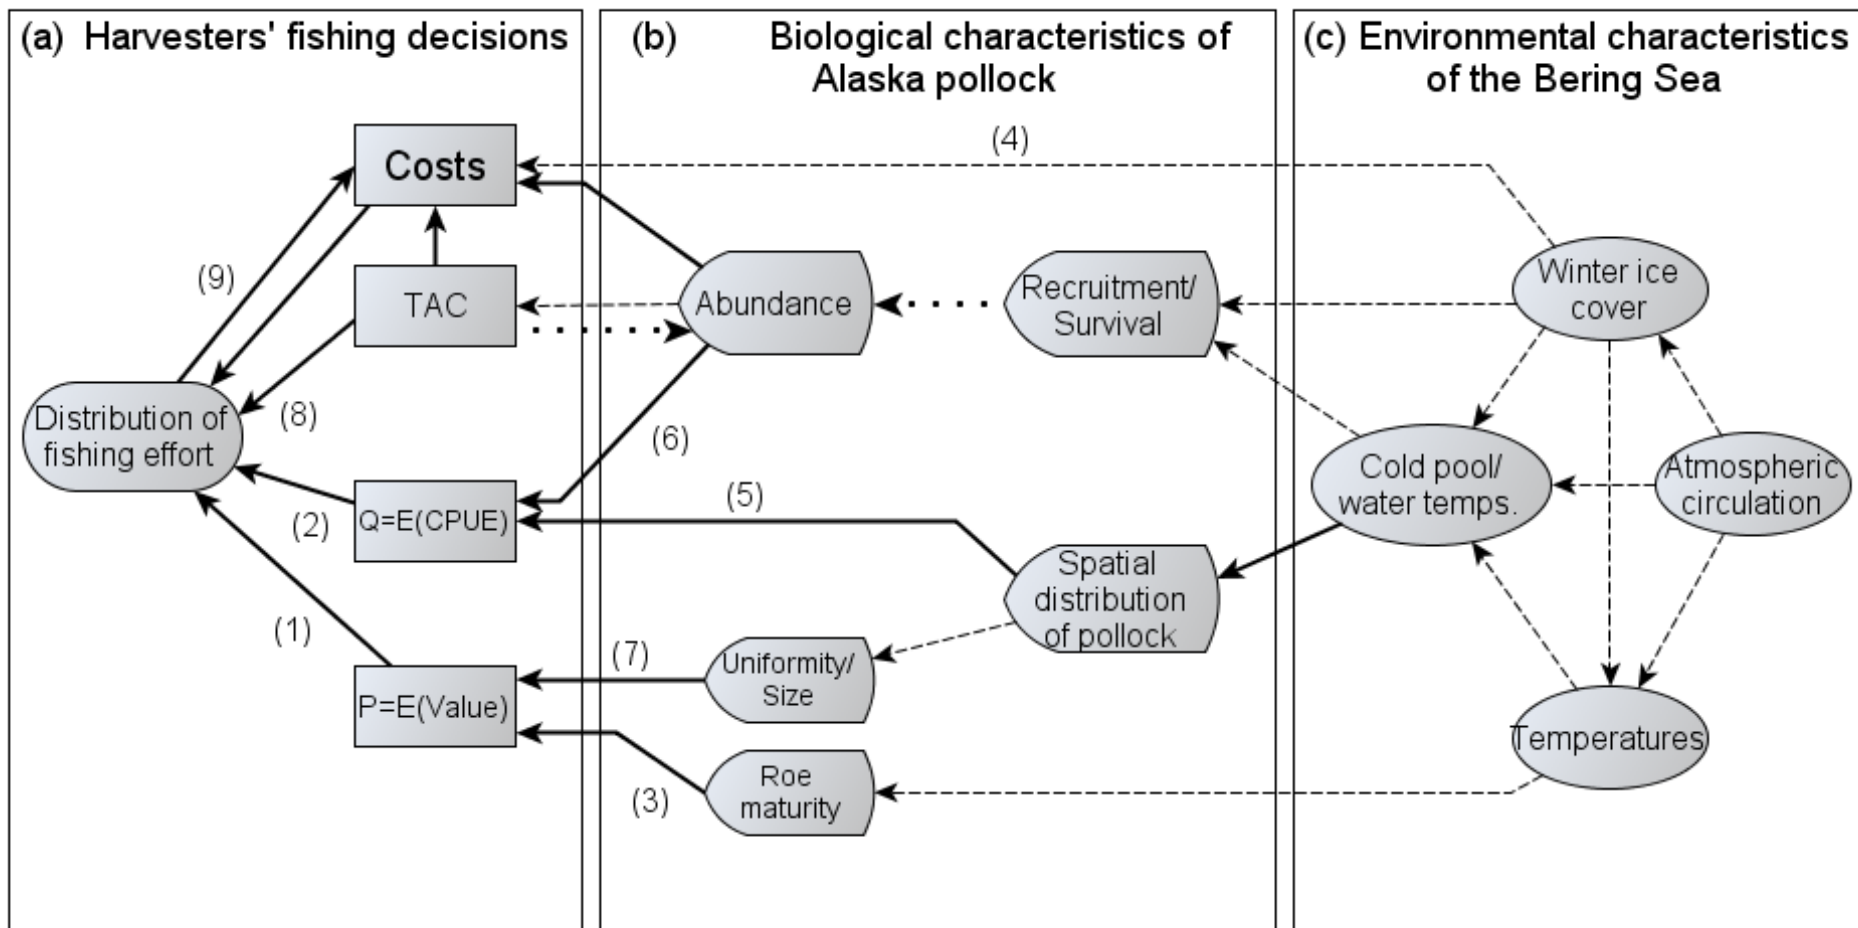 (a) Harvesters' fishing decisions
Costs
(9)
TAC
(8)
Distribution of
fishing effort
Q=E(CPUE)
(2)
(1)
P=E(Value)
(b) Biological characteristics of
Alaska pollock
(4)
Abundance
Recruitment/
Survival
(6)
(5)
Spatial
distribution
of pollock
(7)
Uniformity/
Size
Roe
maturity
(3)
(c) Environmental characteristics
of the Bering Sea
Winter ice
cover
Cold pool/
water temps.
Atmospheric
circulation
Temperatures